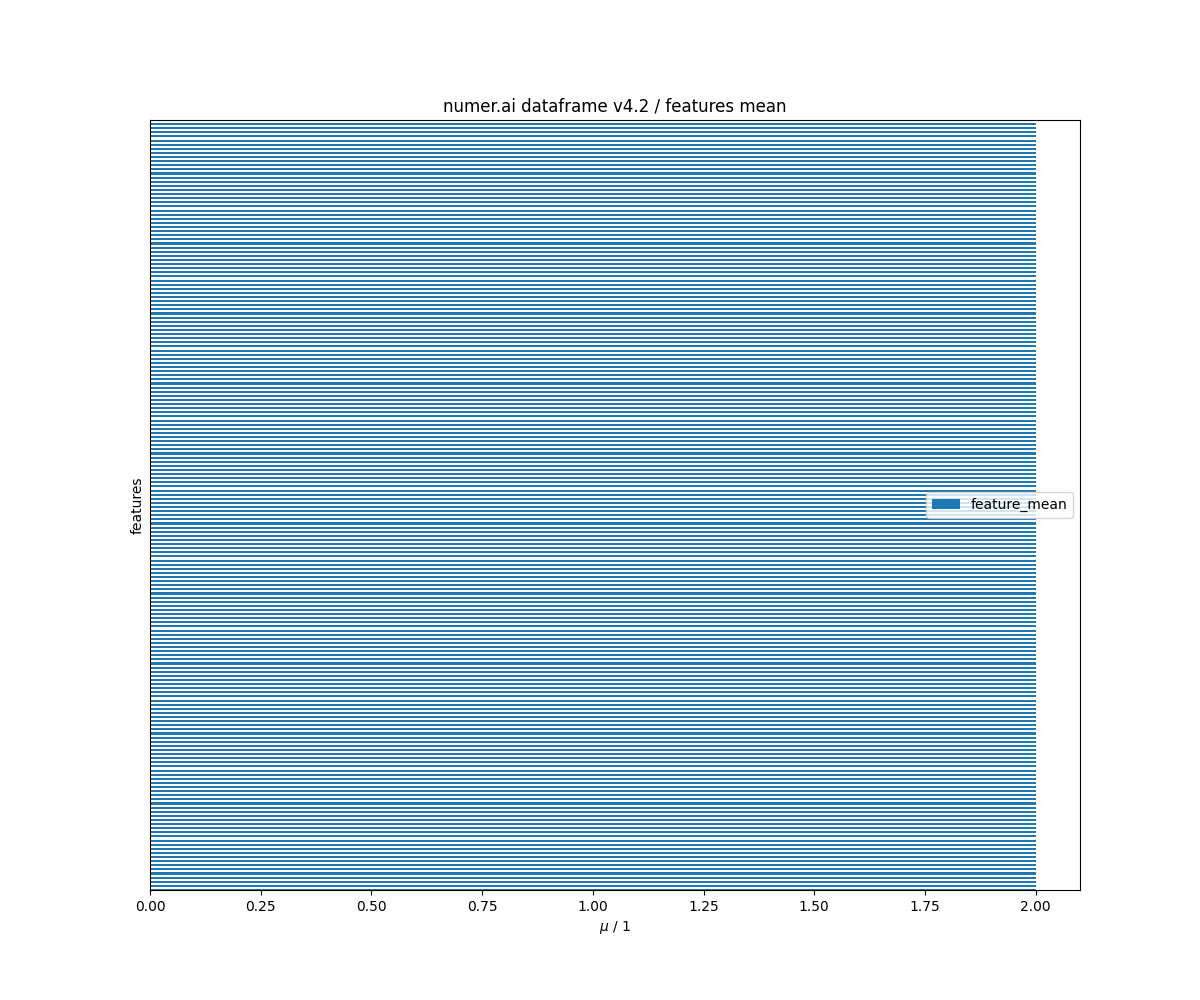 numer.ai dataframe v4.2 / features mean
features
feature_mean
0.00 0.25 0.50 0.75 1.00 1.25 1.50 1.75 2.00
μ / 1